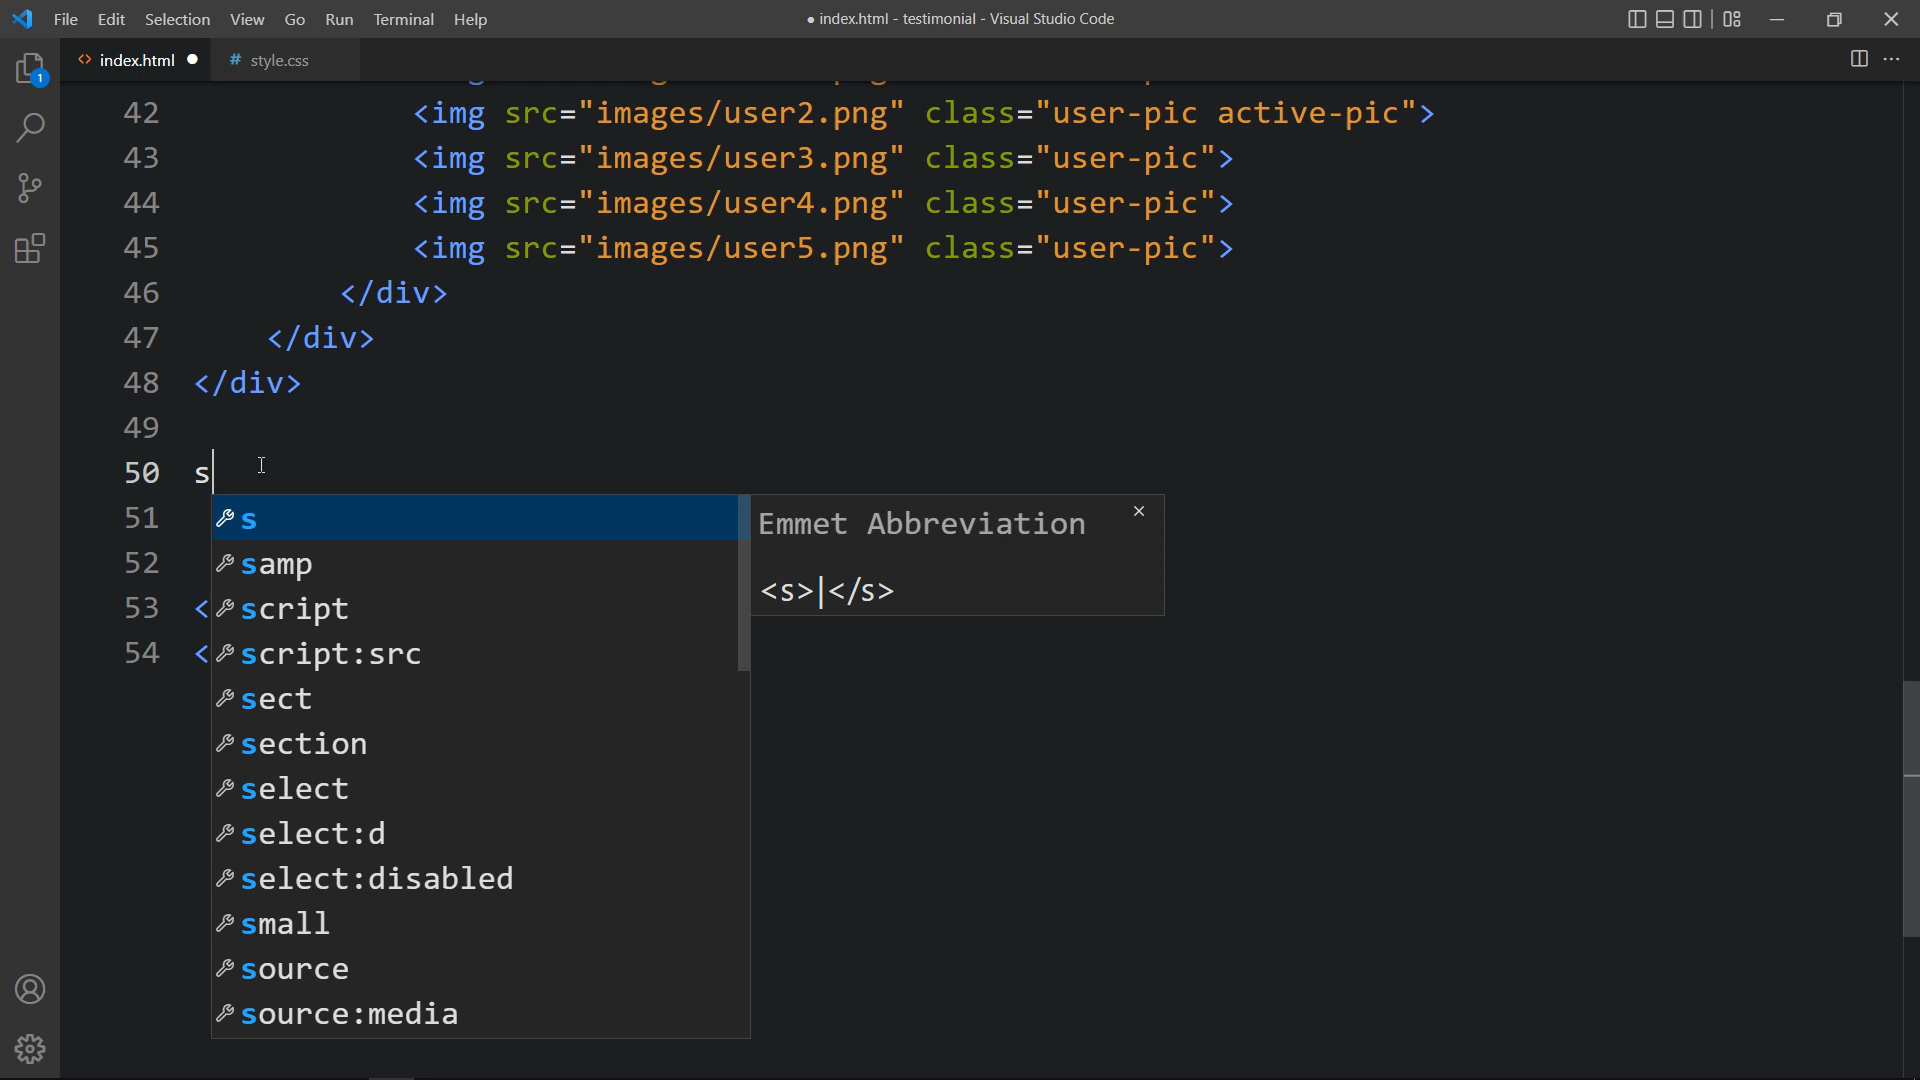 File Edit Selection View Go Run Terminal Help
● index.html - testimonial - Visual Studio Code
<> index.html ●
# style.css
1
42 <img src="images/user2.png" class="user-pic active-pic">
43 <img src="images/user3.png" class="user-pic">
44 <img src="images/user4.png" class="user-pic">
45 <img src="images/user5.png" class="user-pic">
46 </div>
47 </div>
48 </div>
49
50 s
51
52
53 <
54 <
s
samp
script
script:src
sect
section
select
select:d
select:disabled
small
source
source:media
Emmet Abbreviation
<s>|</s>